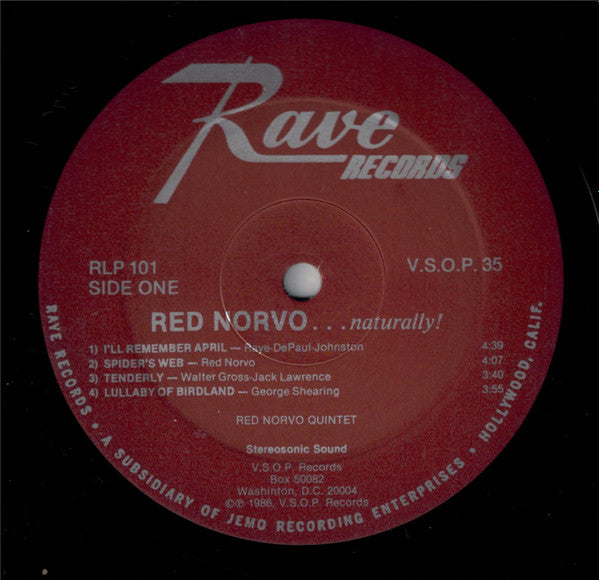 Rave
RECORDS
RLP 101
SIDE ONE
V.S.O.P. 35
RED NORVO...naturally!
1) I'LL REMEMBER APRIL — Raye-DePaul-Johnston 4:39
2) SPIDER'S WEB — Red Norvo 4:07
3) TENDERLY — Walter Gross-Jack Lawrence 3:40
4) LULLABY OF BIRDLAND — George Shearing 3:55
RED NORVO QUINTET
Stereosonic Sound
V.S.O.P. Records
Box 50082
Washinton, D.C. 20004
©℗ 1986, V.S.O.P. Records
RAVE RECORDS • A SUBSIDIARY OF JEMO RECORDING ENTERPRISES • HOLLYWOOD, CALIF.